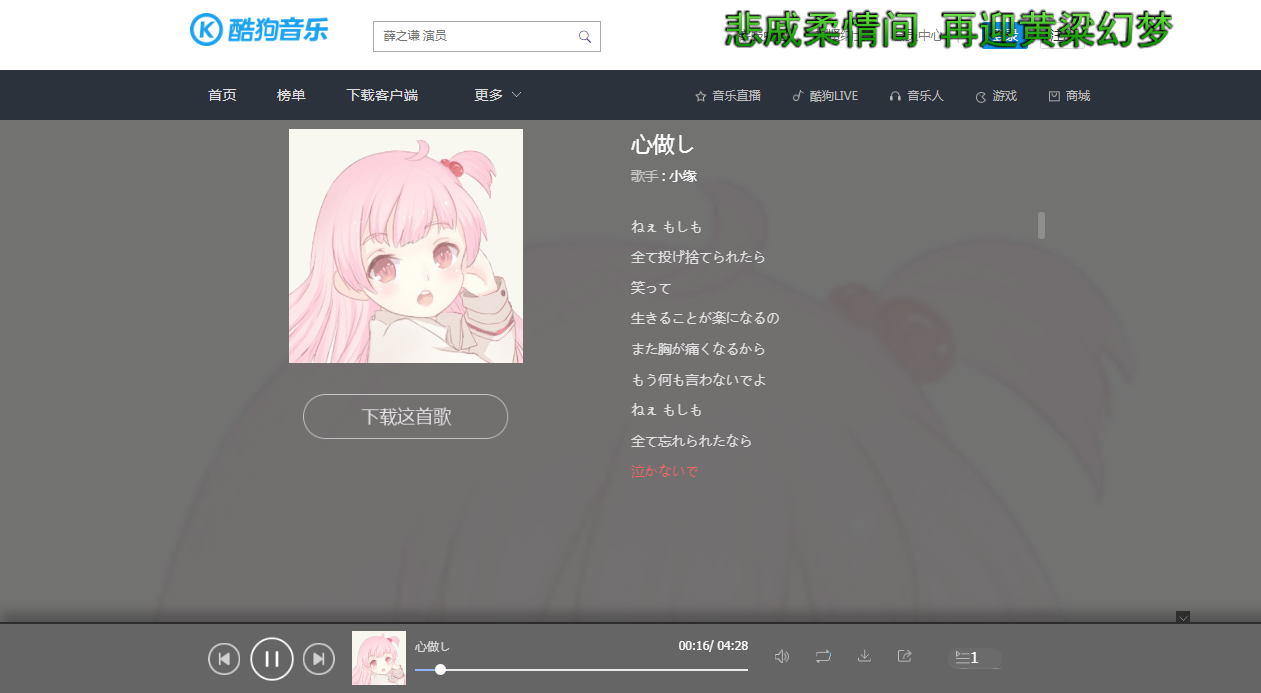 酷狗音乐
薛之谦 演员
悲戚柔情间 再迎黄粱幻梦
首页 榜单 下载客户端 更多 音乐直播 酷狗LIVE 音乐人 游戏 商城
心做し
歌手 : 小缘
ねぇ もしも
全て投げ捨てられたら
笑って
生きることが楽になるの
また胸が痛くなるから
もう何も言わないでよ
ねぇ もしも
全て忘れられたなら
泣かないで
下载这首歌
心做し 00:16/ 04:28
1